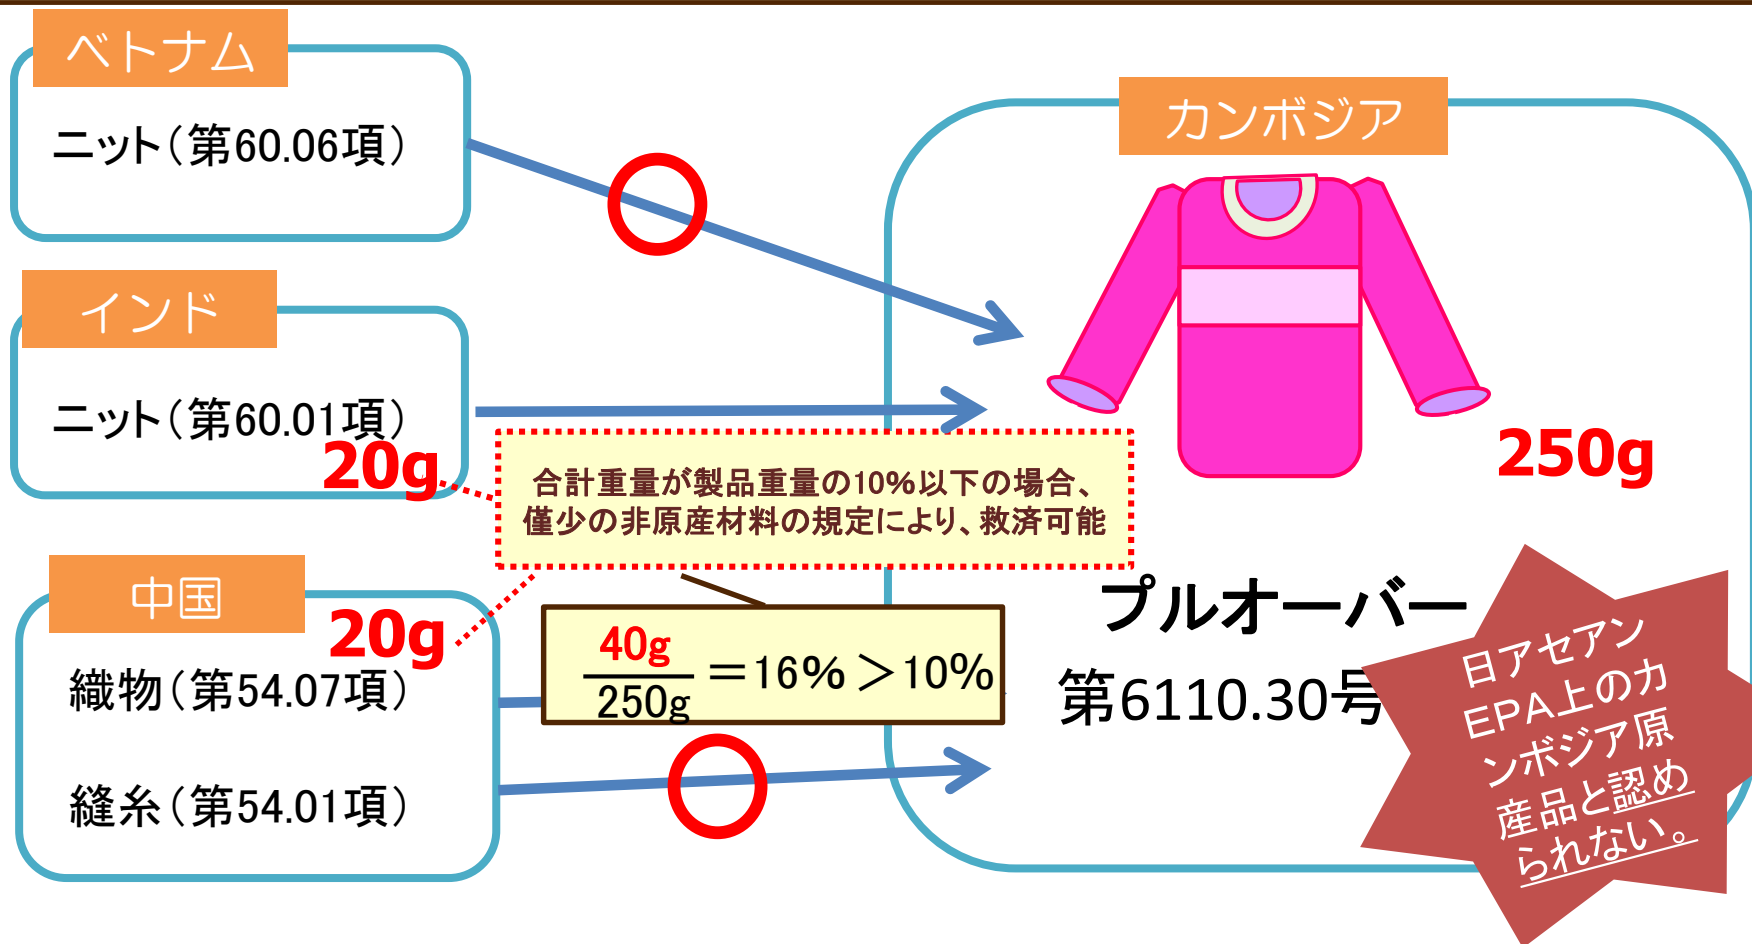 ベトナム
ニット（第60.06項）
インド
ニット（第60.01項）
20g
中国
20g
織物（第54.07項）
縫糸（第54.01項）
合計重量が製品重量の10%以下の場合、
僅少の非原産材料の規定により、救済可能
40g
250g
＝16%＞10%
カンボジア
250g
プルオーバー
第6110.30号
日アセアン
EPA上のカ
ンボジア原
産品と認め
られない。